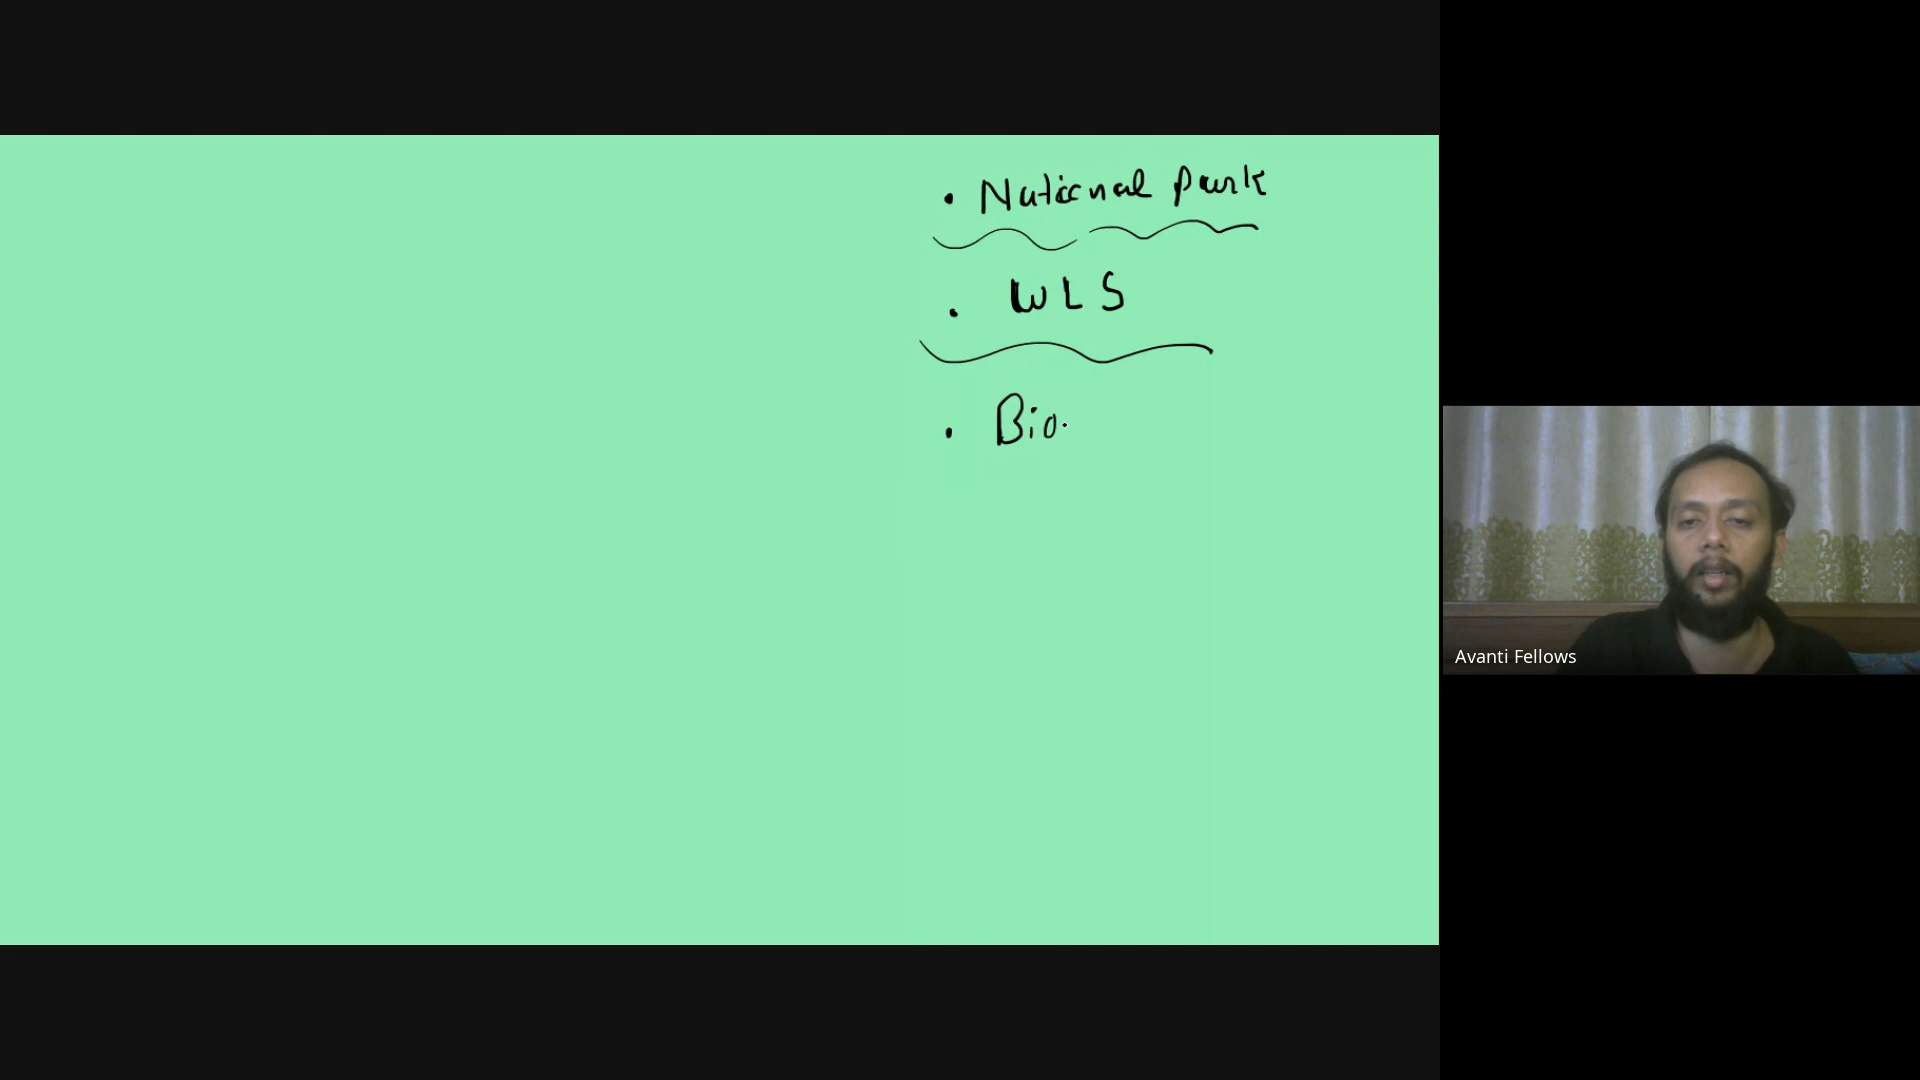 • National Park
• WLS
• Bio
Avanti Fellows